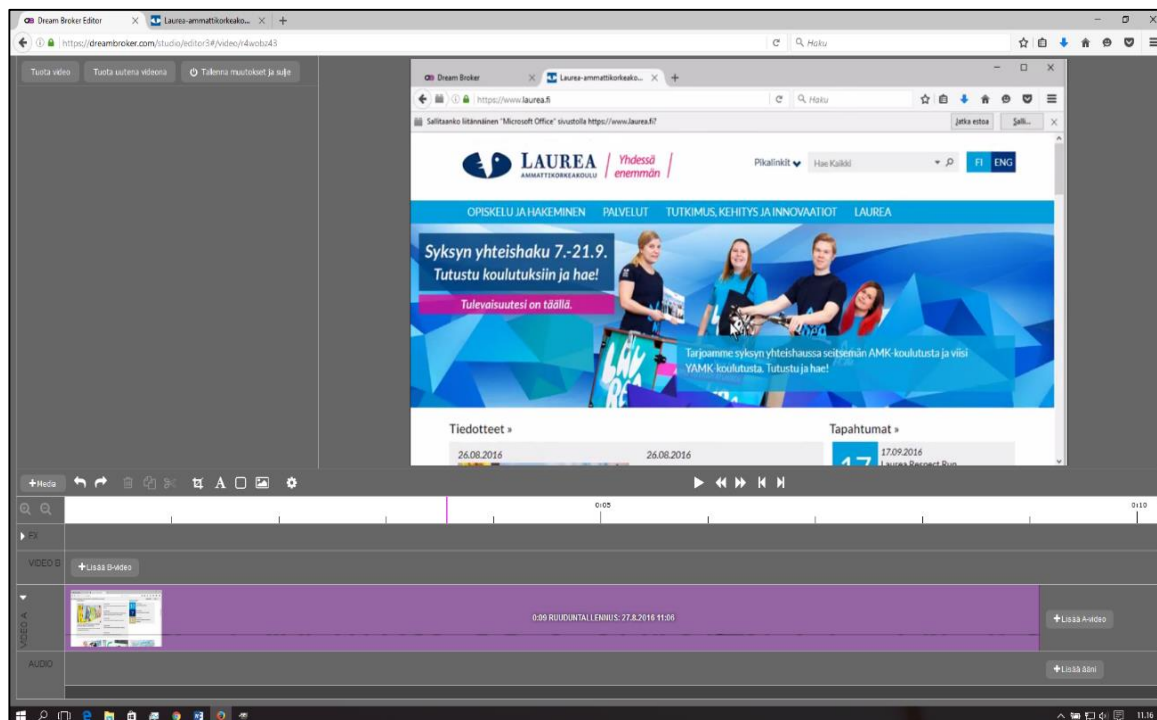 Dream Broker Editor
Laurea-ammattikorkeako...
https://dreambroker.com/studio/editor3#/video/r4wobz43
Haku
Tuota video
Tuota uutena videona
Tallenna muutokset ja sulje
Dream Broker
Laurea-ammattikorkeako...
https://www.laurea.fi
Haku
Sallitaanko liitännäinen "Microsoft Office" sivustolla https://www.laurea.fi?
Jatka estoa
Salli...
LAUREA
AMMATTIKORKEAKOULU
Yhdessä
enemmän
Pikalinkit
Hae Kaikki
FI ENG
OPISKELU JA HAKEMINEN PALVELUT TUTKIMUS, KEHITYS JA INNOVAATIOT LAUREA
Syksyn yhteishaku 7.-21.9.
Tutustu koulutuksiin ja hae!
Tulevaisuutesi on täällä.
Tarjoamme syksyn yhteishaussa seitsemän AMK-koulutusta ja viisi
YAMK-koulutusta. Tutustu ja hae!
Tiedotteet »
Tapahtumat »
26.08.2016
26.08.2016
17
17.09.2016
Laurea Respect Run
+Media
0:05
0:10
FX
VIDEO B
+Lisää B-video
VIDEO A
0:09 RUUDUNTALLENNUS: 27.8.2016 11:06
+Lisää A-video
AUDIO
+Lisää ääni
11.16